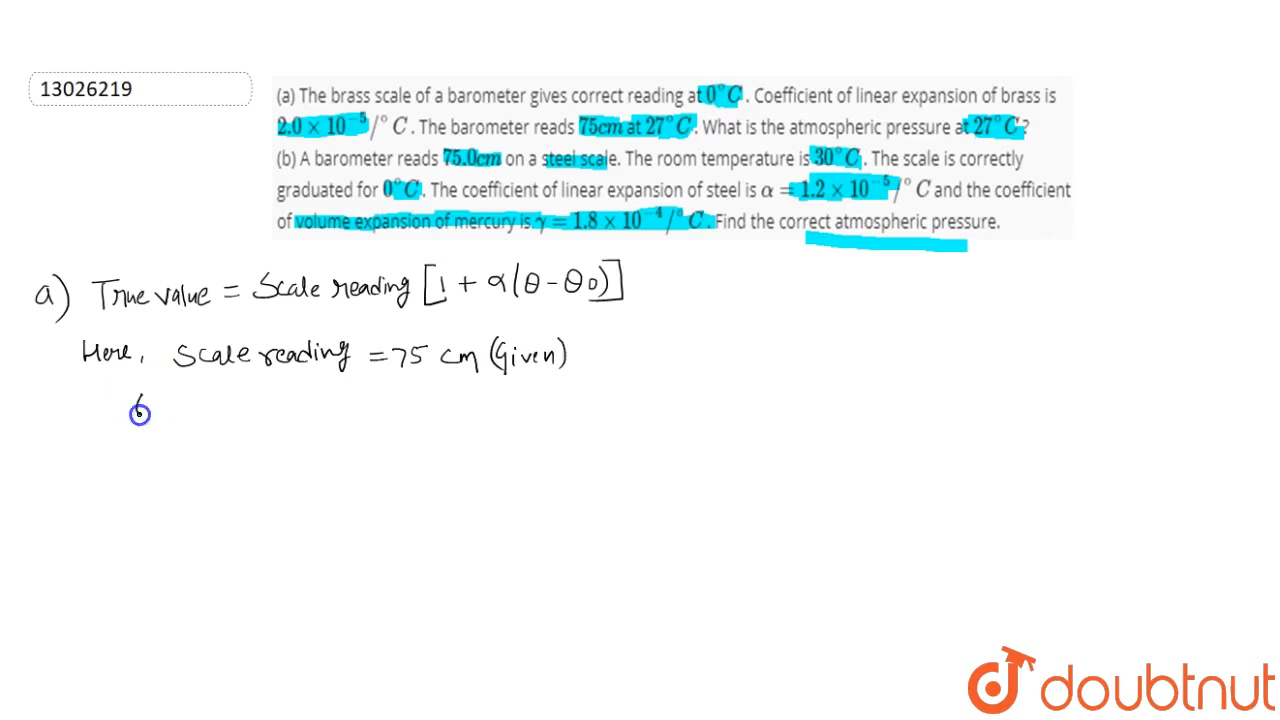 13026219
(a) The brass scale of a barometer gives correct reading at 0°C. Coefficient of linear expansion of brass is
2.0 × 10⁻⁵/°C. The barometer reads 75cm at 27°C. What is the atmospheric pressure at 27°C?
(b) A barometer reads 75.0cm on a steel scale. The room temperature is 30°C. The scale is correctly
graduated for 0°C. The coefficient of linear expansion of steel is α = 1.2 × 10⁻⁵/°C and the coefficient
of volume expansion of mercury is γ = 1.8 × 10⁻⁴/°C. Find the correct atmospheric pressure.
a) True value = Scale reading [1 + α(θ - θ0)]
Here, Scale reading = 75 cm (Given)
doubtnut